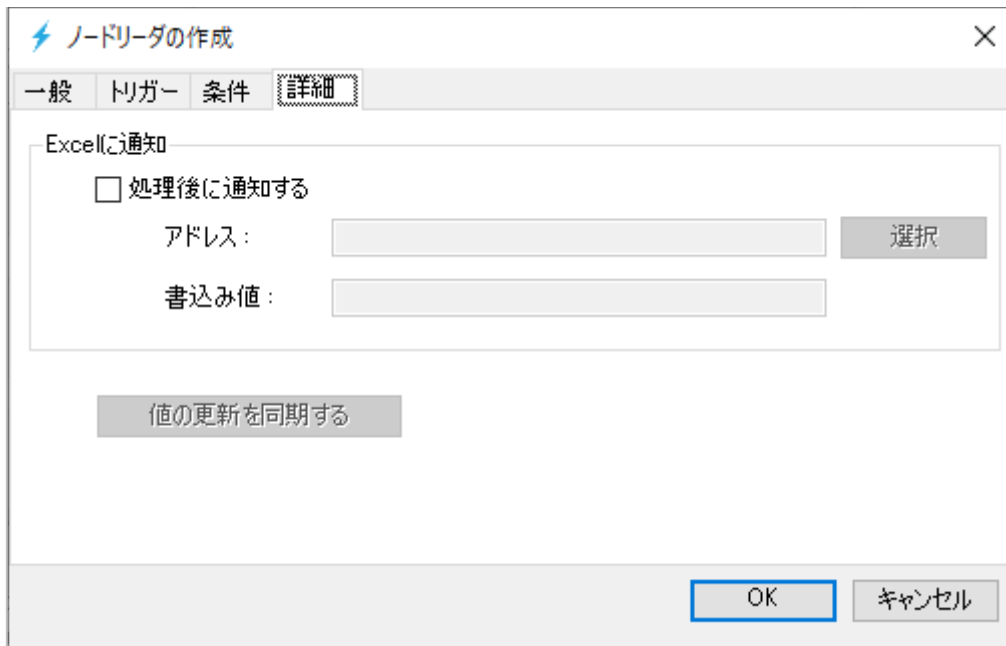 ノードリーダの作成
一般 トリガー 条件 詳細
Excelに通知
処理後に通知する
アドレス： 選択
書込み値：
値の更新を同期する
OK キャンセル